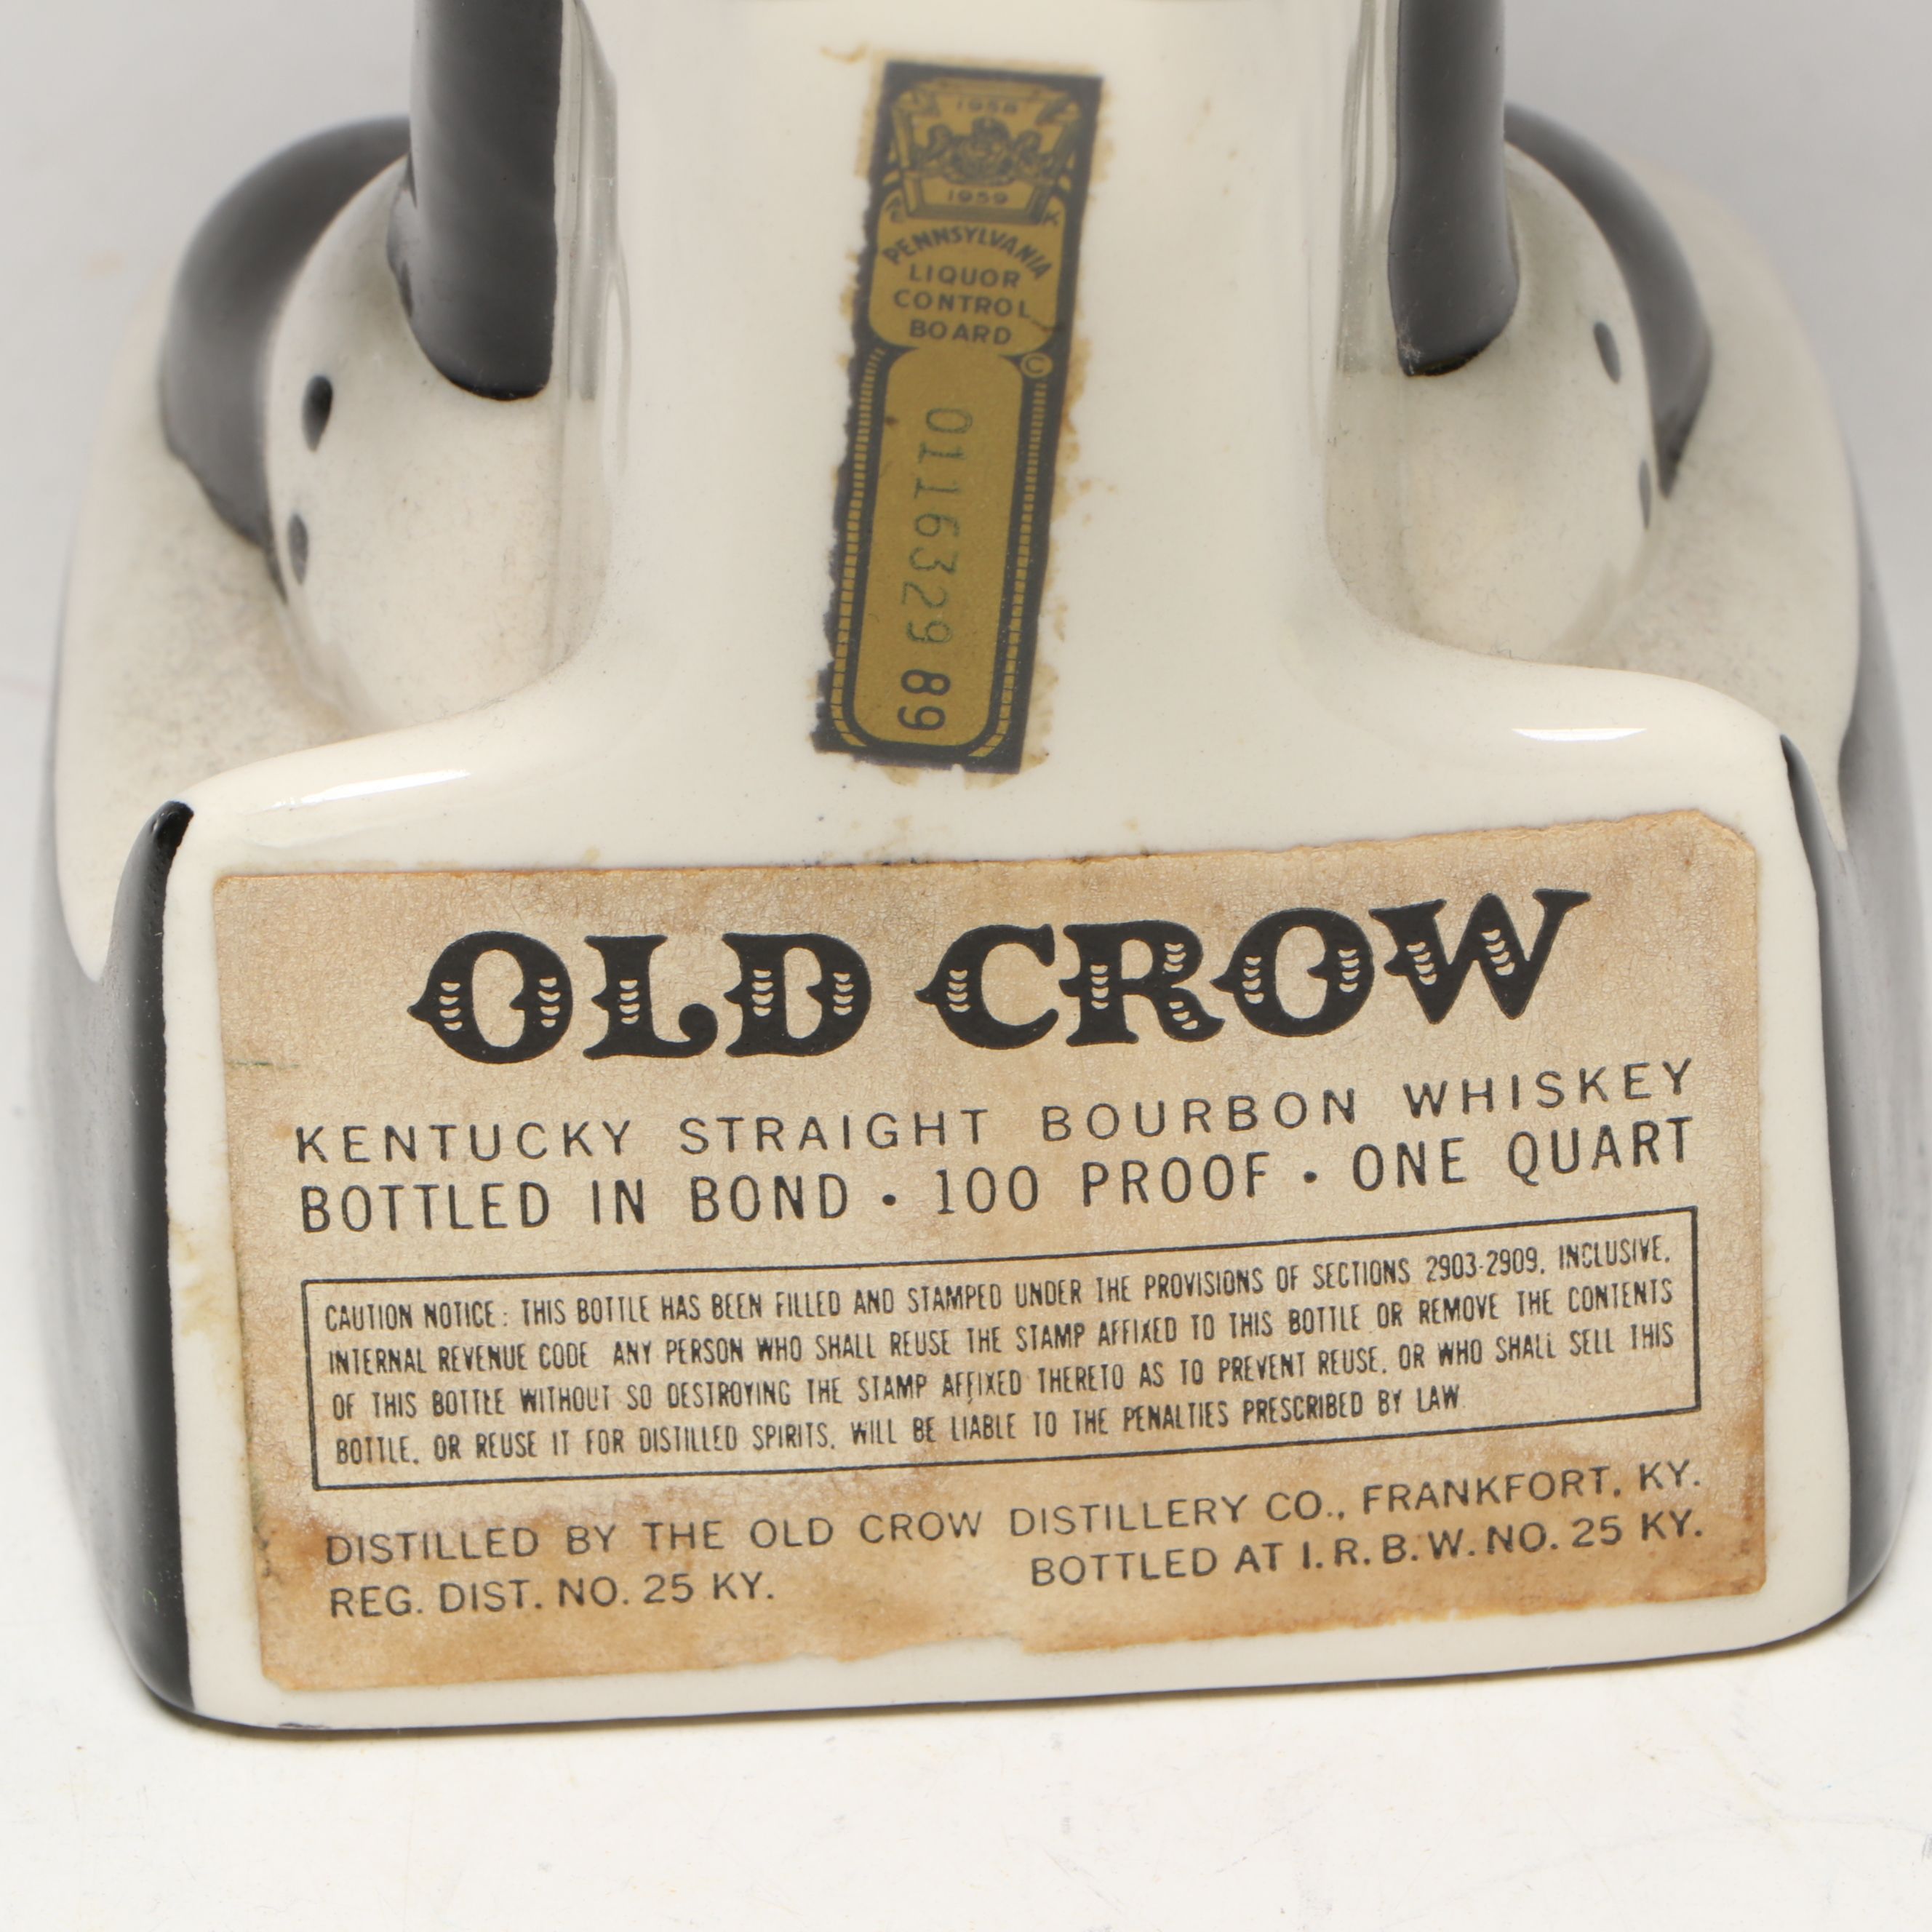 1958
1959
PENNSYLVANIA
LIQUOR
CONTROL
BOARD
©
0116329 89
OLD CROW
KENTUCKY STRAIGHT BOURBON WHISKEY
BOTTLED IN BOND • 100 PROOF • ONE QUART
CAUTION NOTICE: THIS BOTTLE HAS BEEN FILLED AND STAMPED UNDER THE PROVISIONS OF SECTIONS 2903-2909, INCLUSIVE,
INTERNAL REVENUE CODE ANY PERSON WHO SHALL REUSE THE STAMP AFFIXED TO THIS BOTTLE OR REMOVE THE CONTENTS
OF THIS BOTTLE WITHOUT SO DESTROYING THE STAMP AFFIXED THERETO AS TO PREVENT REUSE, OR WHO SHALL SELL THIS
BOTTLE, OR REUSE IT FOR DISTILLED SPIRITS, WILL BE LIABLE TO THE PENALTIES PRESCRIBED BY LAW
DISTILLED BY THE OLD CROW DISTILLERY CO., FRANKFORT, KY.
REG. DIST. NO. 25 KY. BOTTLED AT I.R.B.W. NO. 25 KY.